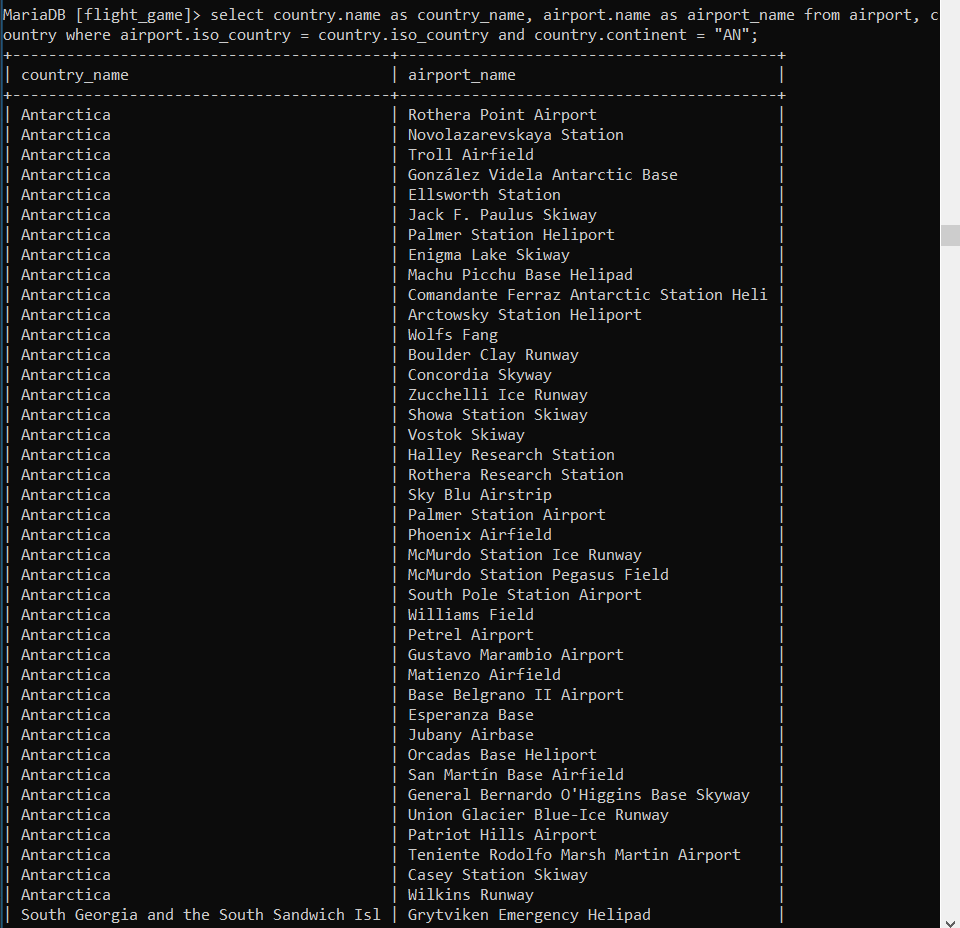 MariaDB [flight_game]> select country.name as country_name, airport.name as airport_name from airport, c
ountry where airport.iso_country = country.iso_country and country.continent = "AN";
+------------------------------------------+------------------------------------------+
| country_name | airport_name |
+------------------------------------------+------------------------------------------+
| Antarctica | Rothera Point Airport |
| Antarctica | Novolazarevskaya Station |
| Antarctica | Troll Airfield |
| Antarctica | González Videla Antarctic Base |
| Antarctica | Ellsworth Station |
| Antarctica | Jack F. Paulus Skiway |
| Antarctica | Palmer Station Heliport |
| Antarctica | Enigma Lake Skiway |
| Antarctica | Machu Picchu Base Helipad |
| Antarctica | Comandante Ferraz Antarctic Station Heli |
| Antarctica | Arctowsky Station Heliport |
| Antarctica | Wolfs Fang |
| Antarctica | Boulder Clay Runway |
| Antarctica | Concordia Skyway |
| Antarctica | Zucchelli Ice Runway |
| Antarctica | Showa Station Skiway |
| Antarctica | Vostok Skiway |
| Antarctica | Halley Research Station |
| Antarctica | Rothera Research Station |
| Antarctica | Sky Blu Airstrip |
| Antarctica | Palmer Station Airport |
| Antarctica | Phoenix Airfield |
| Antarctica | McMurdo Station Ice Runway |
| Antarctica | McMurdo Station Pegasus Field |
| Antarctica | South Pole Station Airport |
| Antarctica | Williams Field |
| Antarctica | Petrel Airport |
| Antarctica | Gustavo Marambio Airport |
| Antarctica | Matienzo Airfield |
| Antarctica | Base Belgrano II Airport |
| Antarctica | Esperanza Base |
| Antarctica | Jubany Airbase |
| Antarctica | Orcadas Base Heliport |
| Antarctica | San Martín Base Airfield |
| Antarctica | General Bernardo O'Higgins Base Skyway |
| Antarctica | Union Glacier Blue-Ice Runway |
| Antarctica | Patriot Hills Airport |
| Antarctica | Teniente Rodolfo Marsh Martin Airport |
| Antarctica | Casey Station Skiway |
| Antarctica | Wilkins Runway |
| South Georgia and the South Sandwich Isl | Grytviken Emergency Helipad |